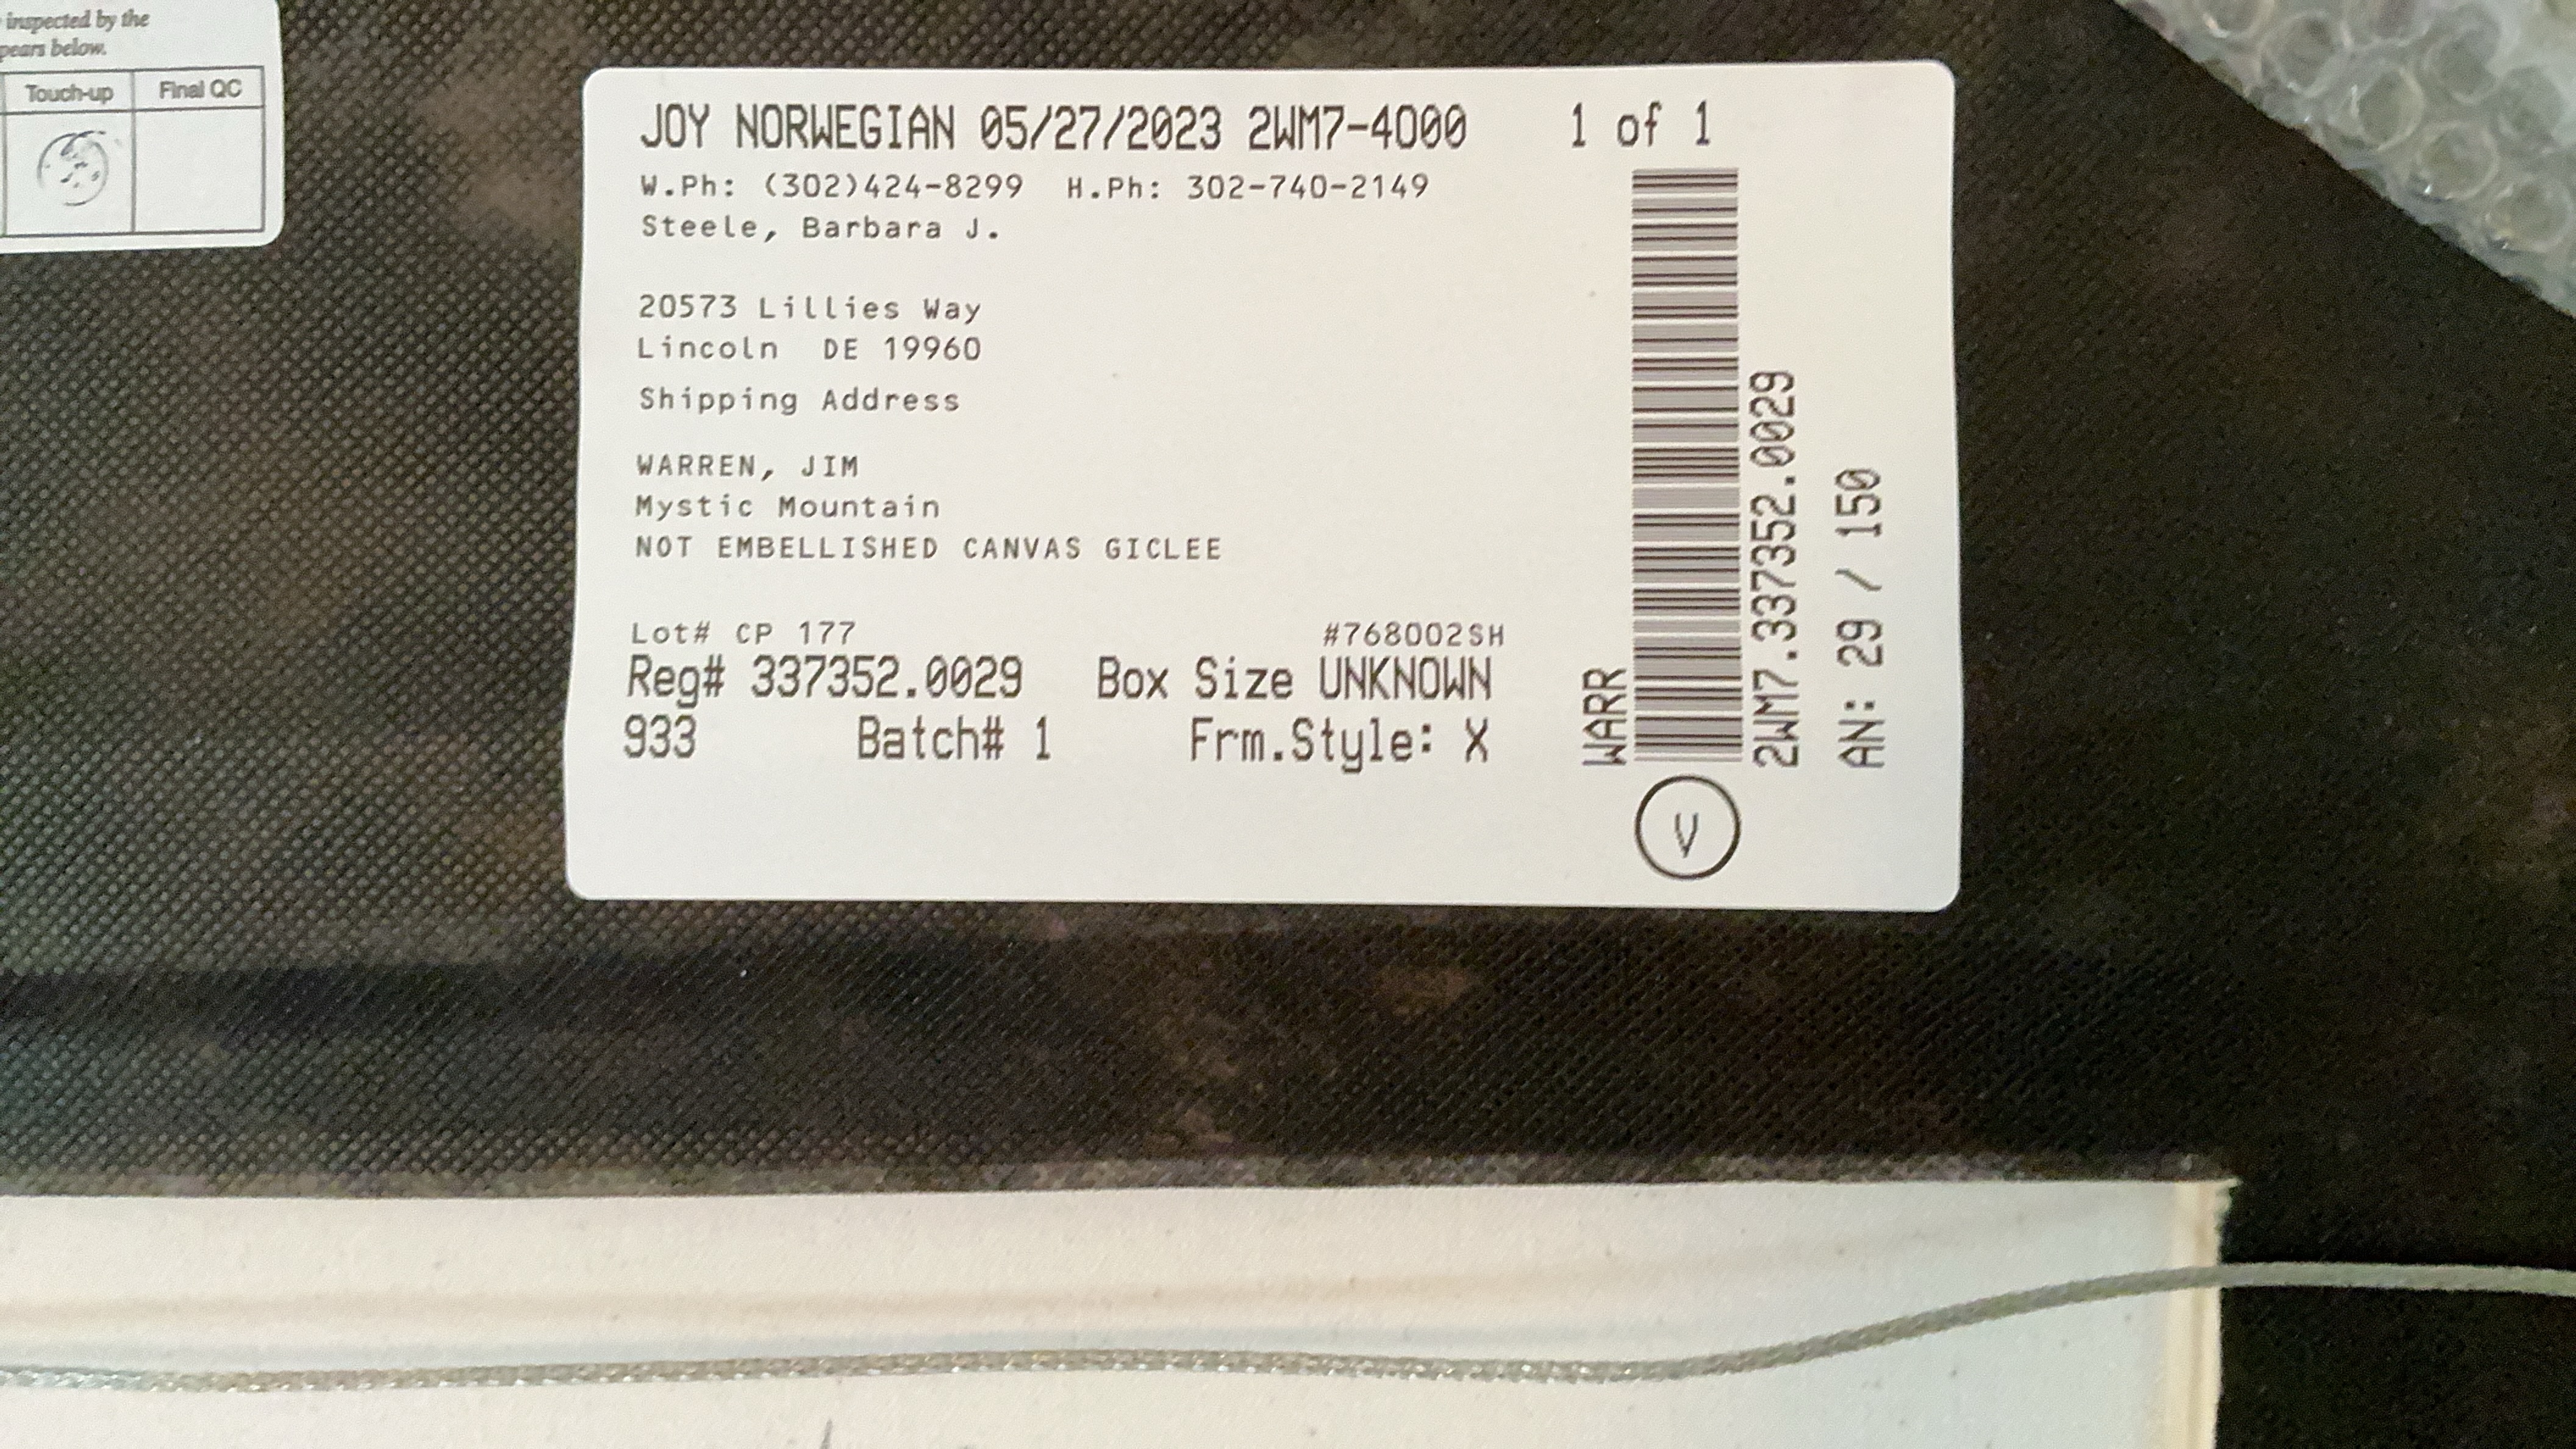 inspected by the
pears below.
Touch-up Final QC
JOY NORWEGIAN 05/27/2023 2WM7-4000 1 of 1
W.Ph: (302)424-8299 H.Ph: 302-740-2149
Steele, Barbara J.
20573 Lillies Way
Lincoln DE 19960
Shipping Address
WARREN, JIM
Mystic Mountain
NOT EMBELLISHED CANVAS GICLEE
Lot# CP 177 #768002SH
Reg# 337352.0029 Box Size UNKNOWN
933 Batch# 1 Frm.Style: X
WARR
2WM7.337352.0029
AN: 29 / 150
V